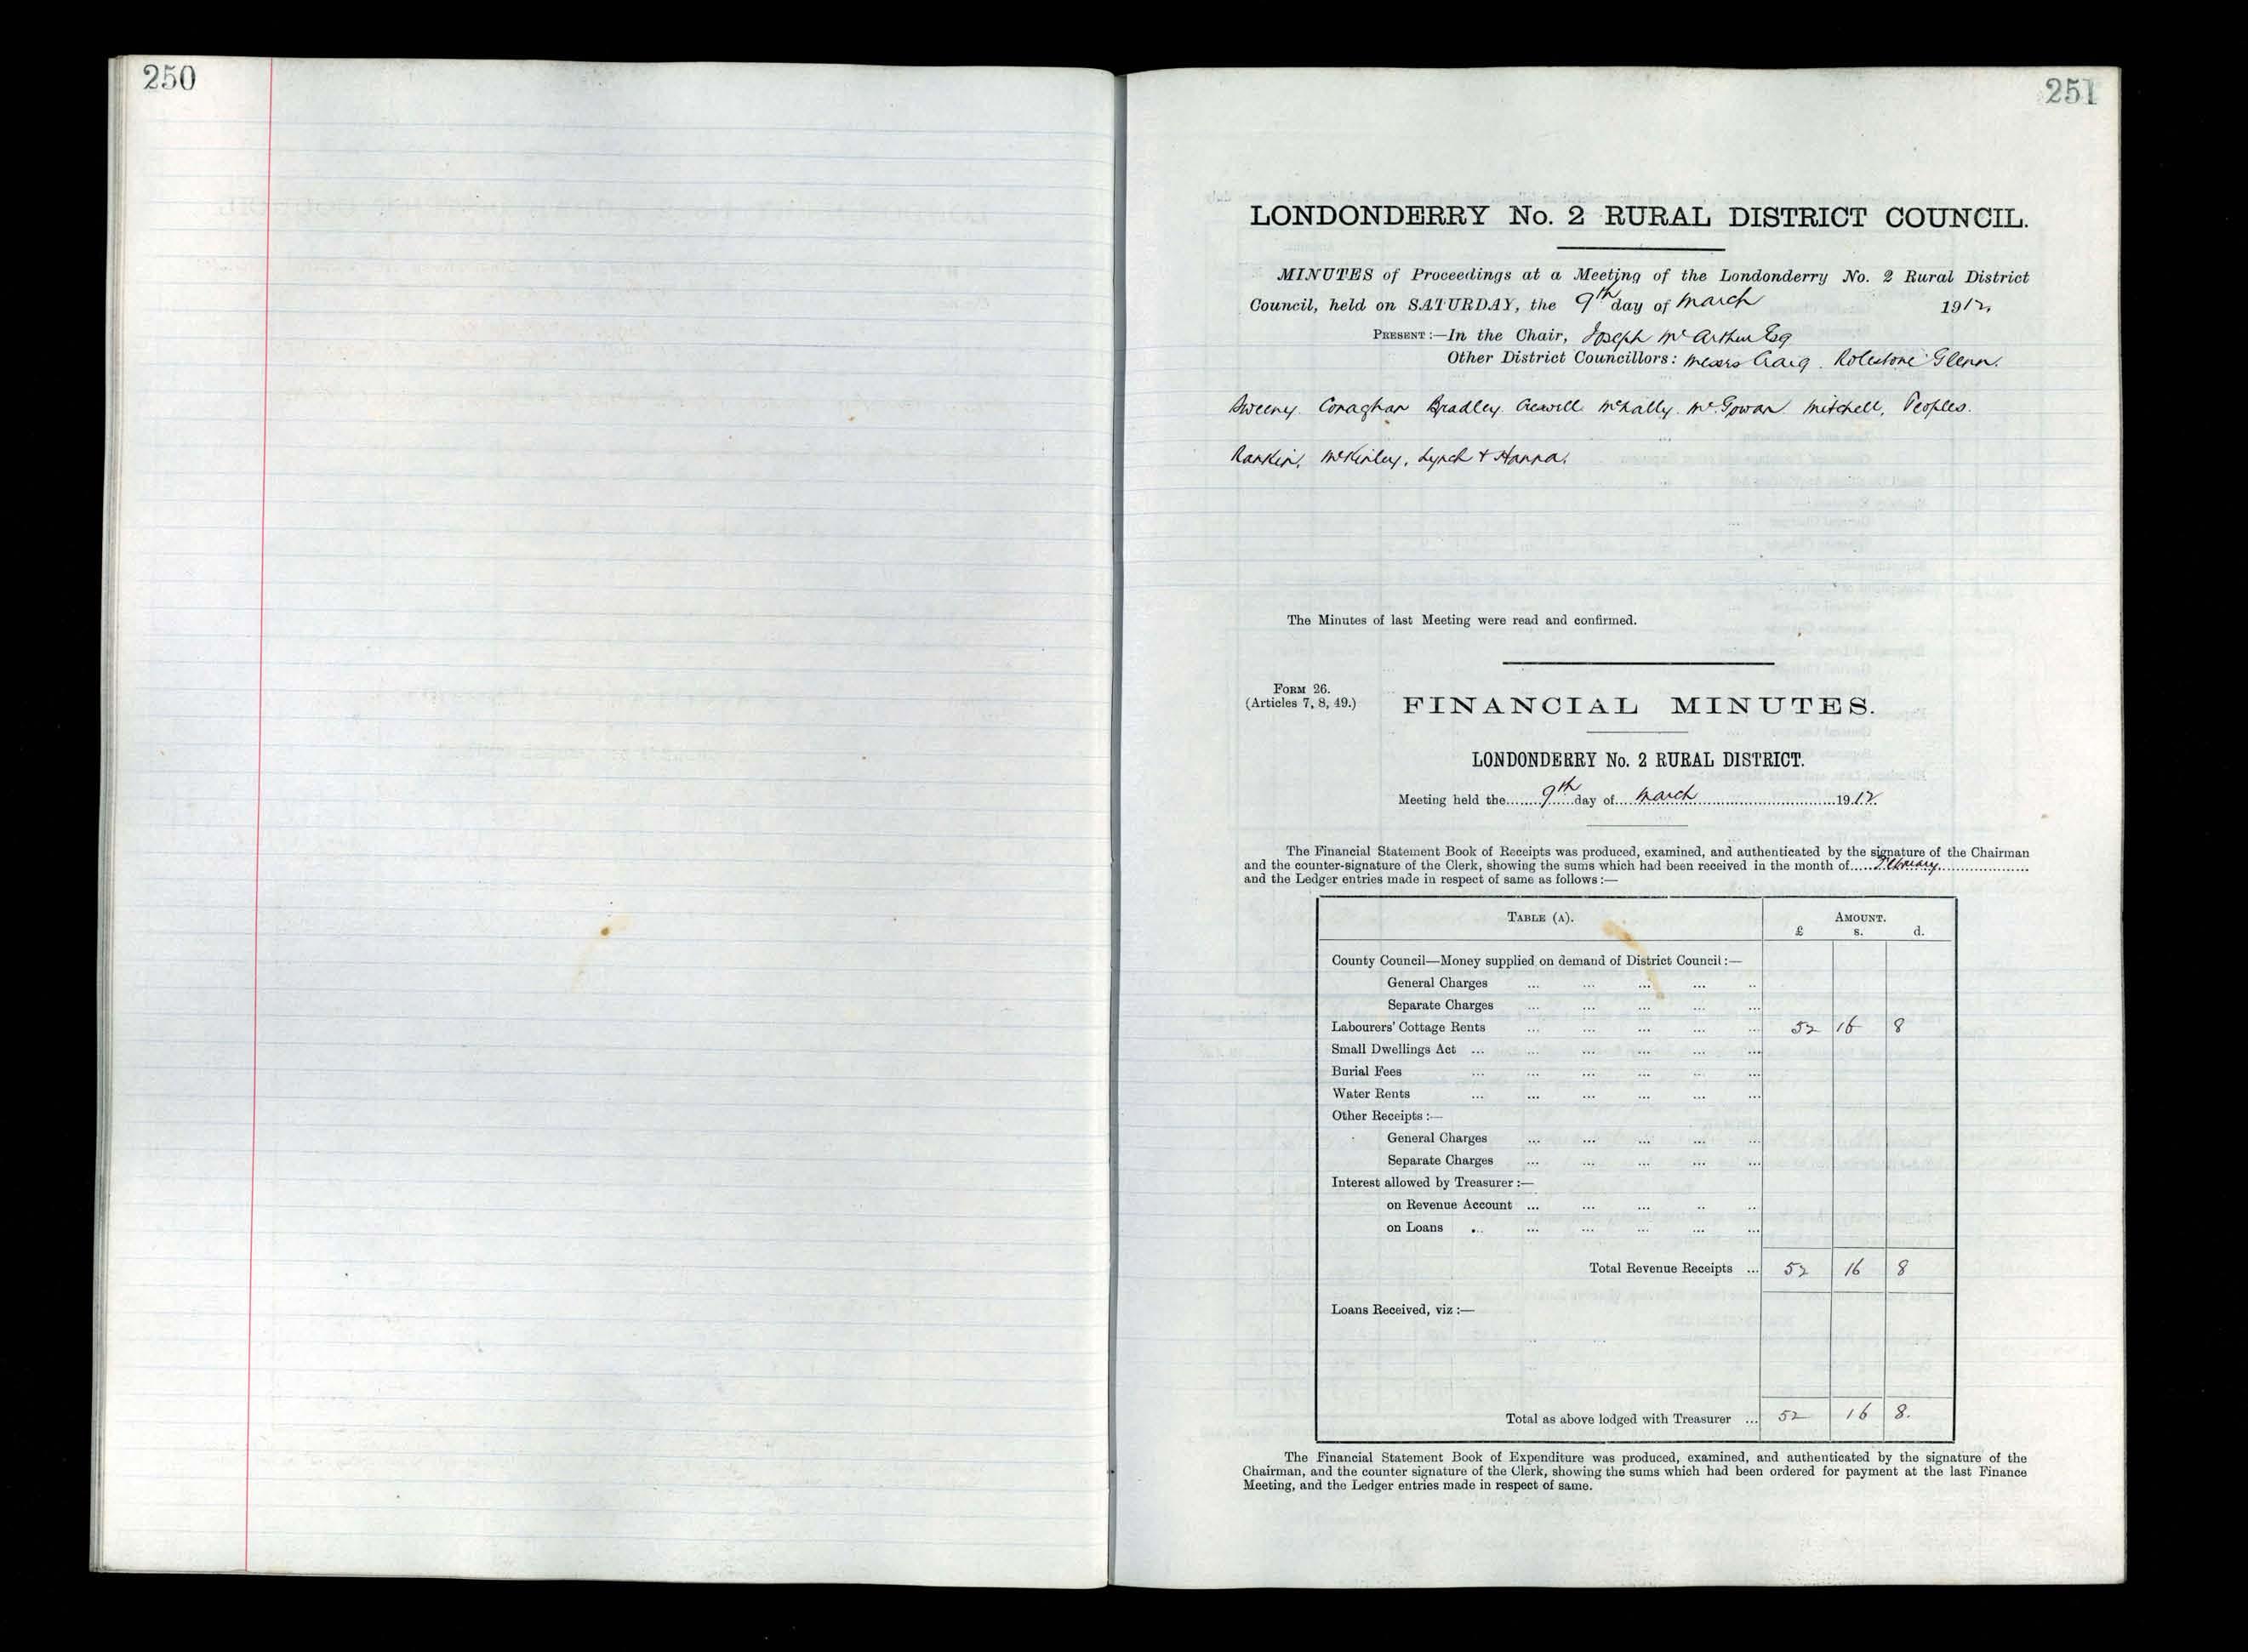 250
251
LONDONDERRY No. 2 RURAL DISTRICT COUNCIL.
MINUTES of Proceedings at a Meeting of the Londonderry No. 2 Rural District
Council, held on SATURDAY, the 9th day of March 1912,
PRESENT:—In the Chair, Joseph McArthur Esq
Other District Councillors: Messrs Craig. Rolestone Glenn.
Sweeny Conaghan Bradley McNally. McGowan Mitchell, Peoples.
Rankin, McKinley, Lynch + Hanna.
The Minutes of last Meeting were read and confirmed.
FORM 26.
(Articles 7, 8, 49.)
FINANCIAL MINUTES.
LONDONDERRY No. 2 RURAL DISTRICT.
Meeting held the........9th.....day of....March..................................1912.
The Financial Statement Book of Receipts was produced, examined, and authenticated by the signature of the Chairman
and the counter-signature of the Clerk, showing the sums which had been received in the month of.....February......................
and the Ledger entries made in respect of same as follows:—
TABLE (A). AMOUNT.
£ s. d.
County Council—Money supplied on demand of District Council:—
General Charges ... ... ... ... ..
Separate Charges ... ... ... ... ...
Labourers' Cottage Rents ... ... ... ... ... 52 16 8
Small Dwellings Act ... ... ... ... ... ...
Burial Fees ... ... ... ... ... ...
Water Rents ... ... ... ... ... ...
Other Receipts:—
General Charges ... ... ... ... ...
Separate Charges ... ... ... ... ...
Interest allowed by Treasurer:—
on Revenue Account ... ... ... .. ..
on Loans ... ... ... ... ... ...
Total Revenue Receipts ... 52 16 8
Loans Received, viz:—
Total as above lodged with Treasurer ... 52 16 8.
The Financial Statement Book of Expenditure was produced, examined, and authenticated by the signature of the
Chairman, and the counter signature of the Clerk, showing the sums which had been ordered for payment at the last Finance
Meeting, and the Ledger entries made in respect of same.